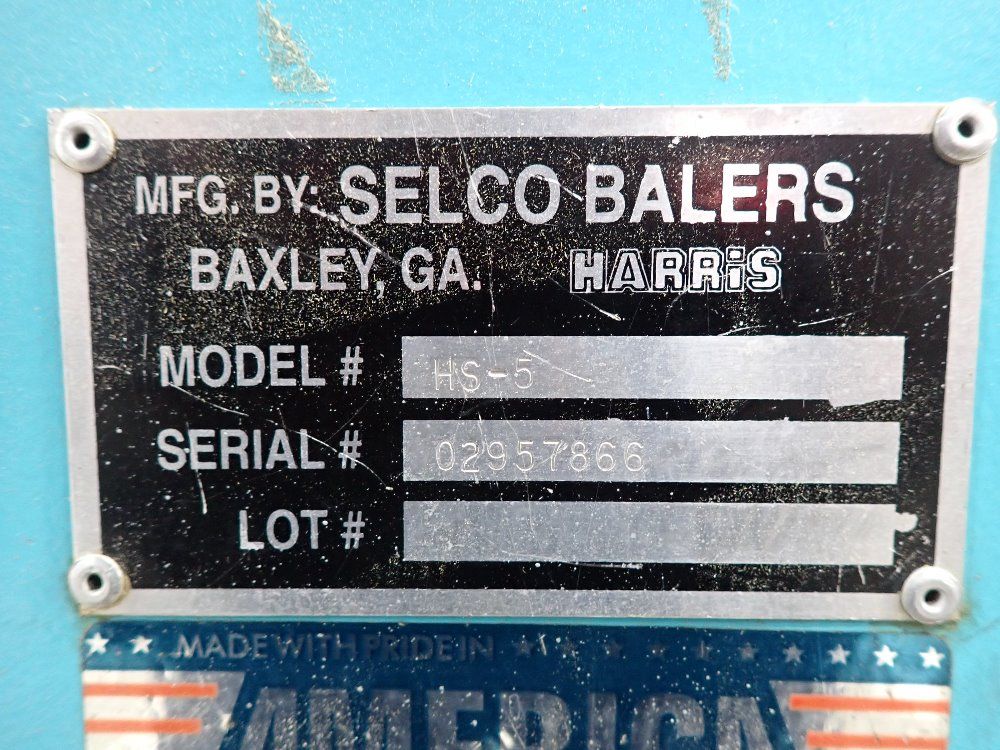 MFG. BY: SELCO BALERS
BAXLEY, GA. HARRiS
MODEL # HS-5
SERIAL # 02957866
LOT #
MADE WITH PRIDE IN
AMERICA